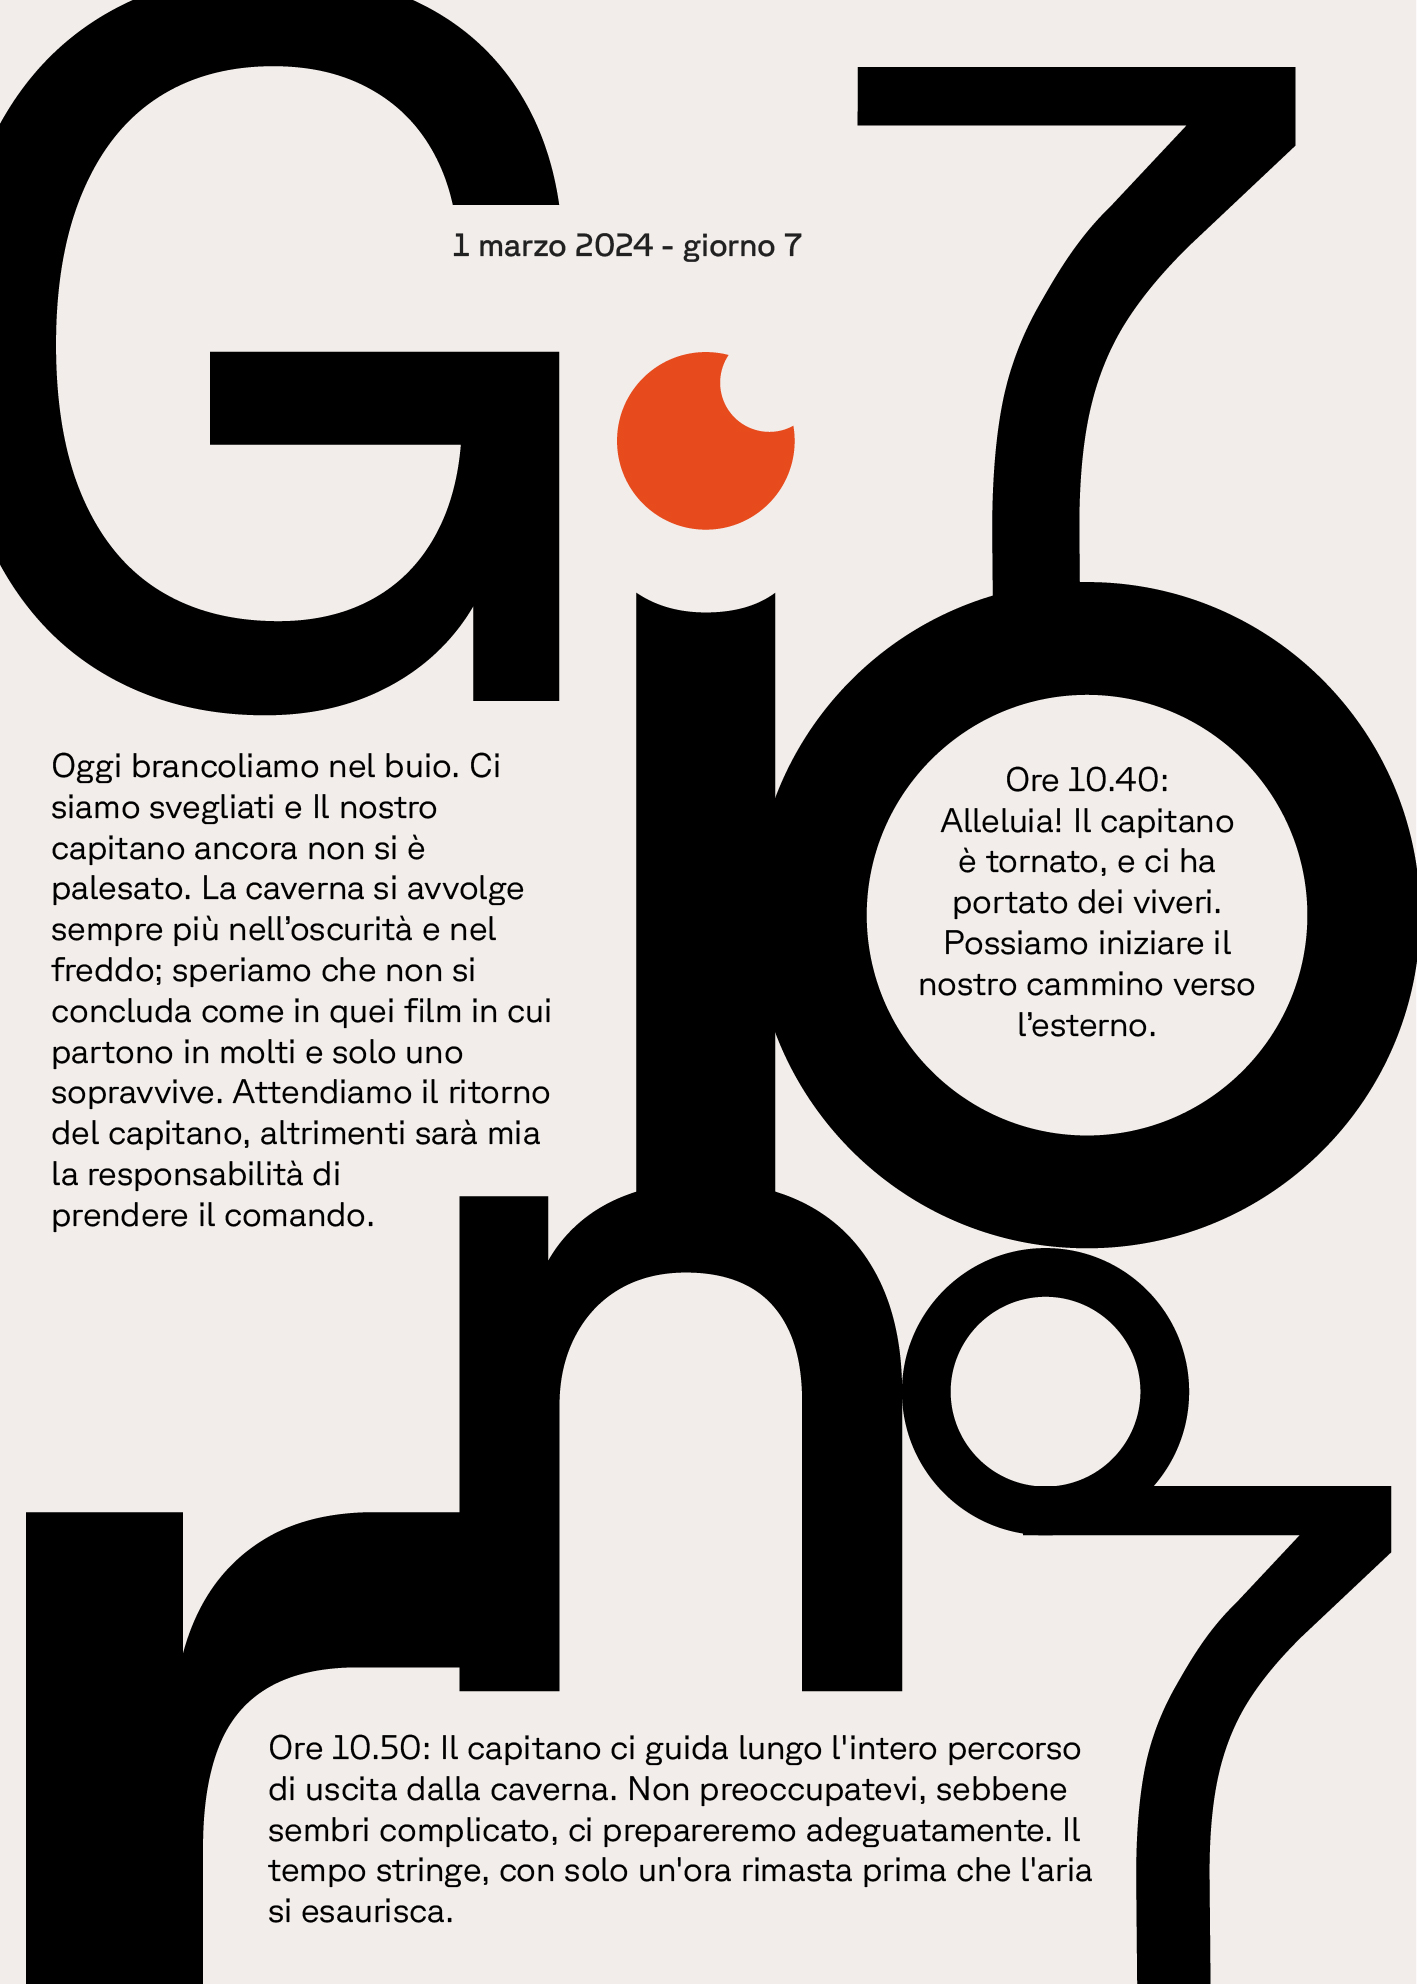 G
7
1 marzo 2024 - giorno 7
i
o
Oggi brancoliamo nel buio. Ci
siamo svegliati e Il nostro
capitano ancora non si è
palesato. La caverna si avvolge
sempre più nell’oscurità e nel
freddo; speriamo che non si
concluda come in quei film in cui
partono in molti e solo uno
sopravvive. Attendiamo il ritorno
del capitano, altrimenti sarà mia
la responsabilità di
prendere il comando.
Ore 10.40:
Alleluia! Il capitano
è tornato, e ci ha
portato dei viveri.
Possiamo iniziare il
nostro cammino verso
l’esterno.
r
n
o
7
Ore 10.50: Il capitano ci guida lungo l'intero percorso
di uscita dalla caverna. Non preoccupatevi, sebbene
sembri complicato, ci prepareremo adeguatamente. Il
tempo stringe, con solo un'ora rimasta prima che l'aria
si esaurisca.